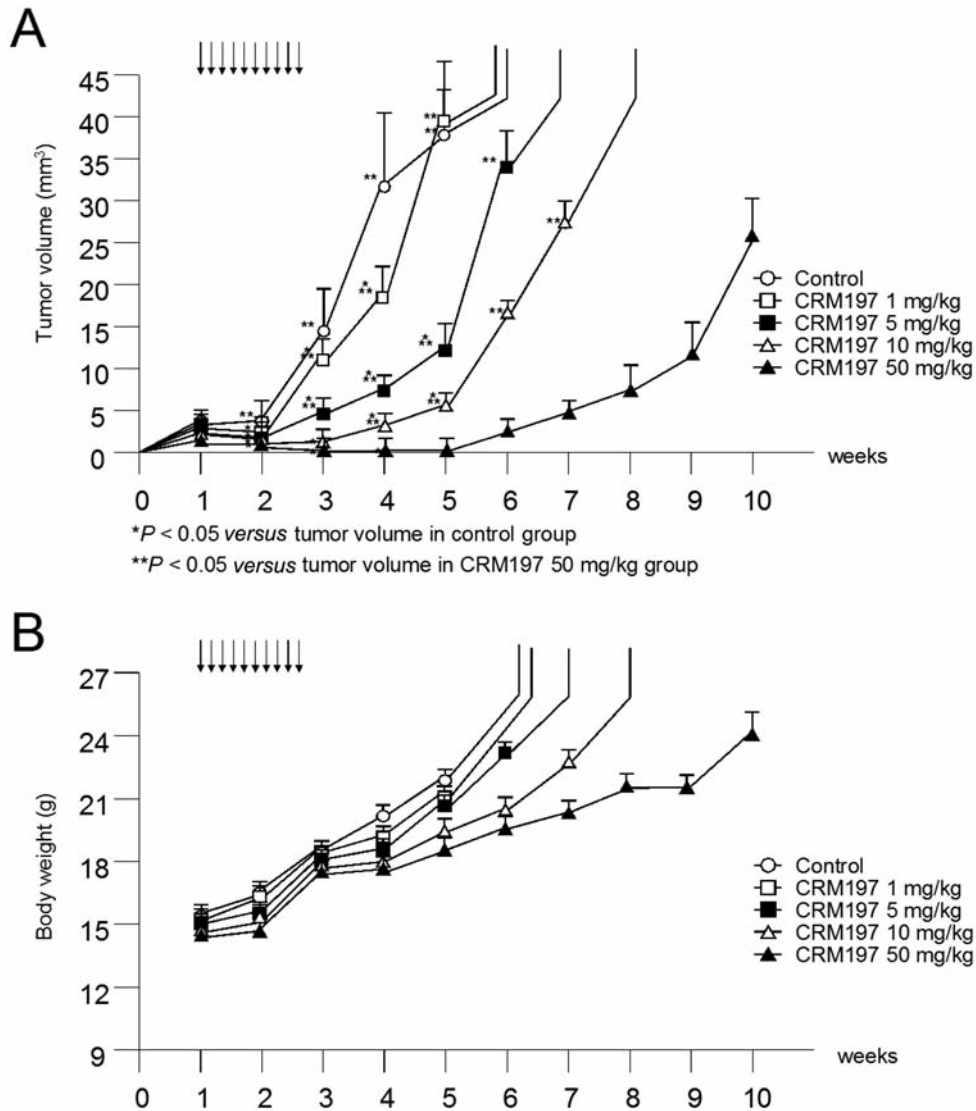 A
45
40
35
30
25
20
15
10
5
0
Tumor volume (mm³)
**
**
**
*
**
*
**
**
**
*
**
*
**
*
**
**
*
**
*
**
**
**
Control
CRM197 1 mg/kg
CRM197 5 mg/kg
CRM197 10 mg/kg
CRM197 50 mg/kg
weeks
0 1 2 3 4 5 6 7 8 9 10
*P < 0.05 versus tumor volume in control group
**P < 0.05 versus tumor volume in CRM197 50 mg/kg group
B
27
24
21
18
15
12
9
Body weight (g)
Control
CRM197 1 mg/kg
CRM197 5 mg/kg
CRM197 10 mg/kg
CRM197 50 mg/kg
weeks
0 1 2 3 4 5 6 7 8 9 10